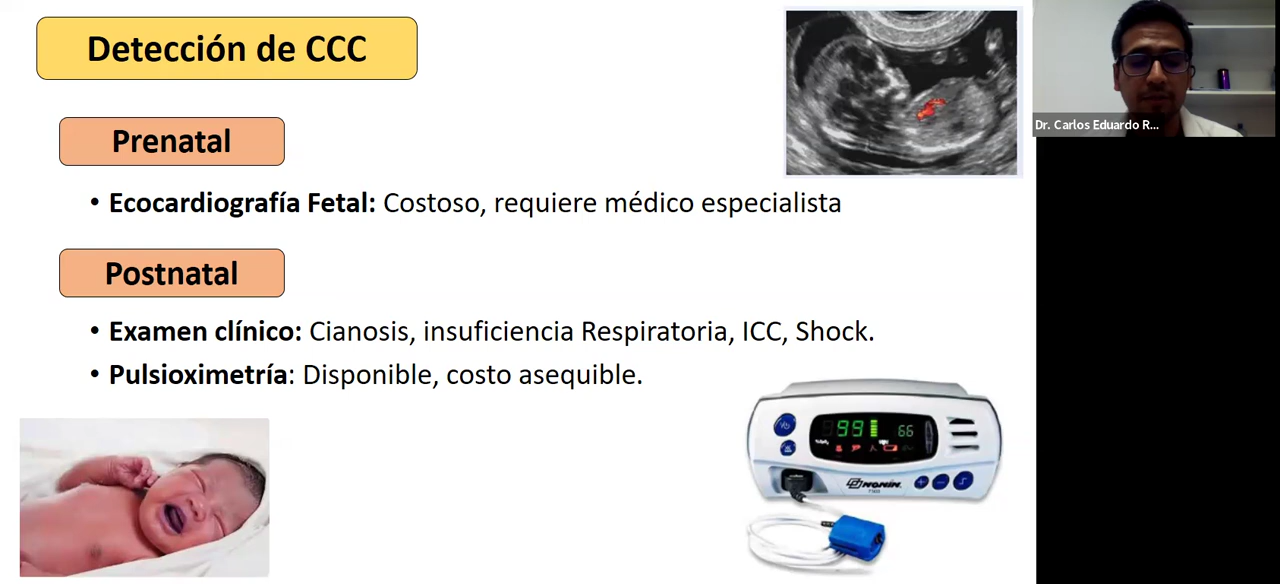 Detección de CCC
Dr. Carlos Eduardo R...
Prenatal
• Ecocardiografía Fetal: Costoso, requiere médico especialista
Postnatal
• Examen clínico: Cianosis, insuficiencia Respiratoria, ICC, Shock.
• Pulsioximetría: Disponible, costo asequible.
99 66
NONIN